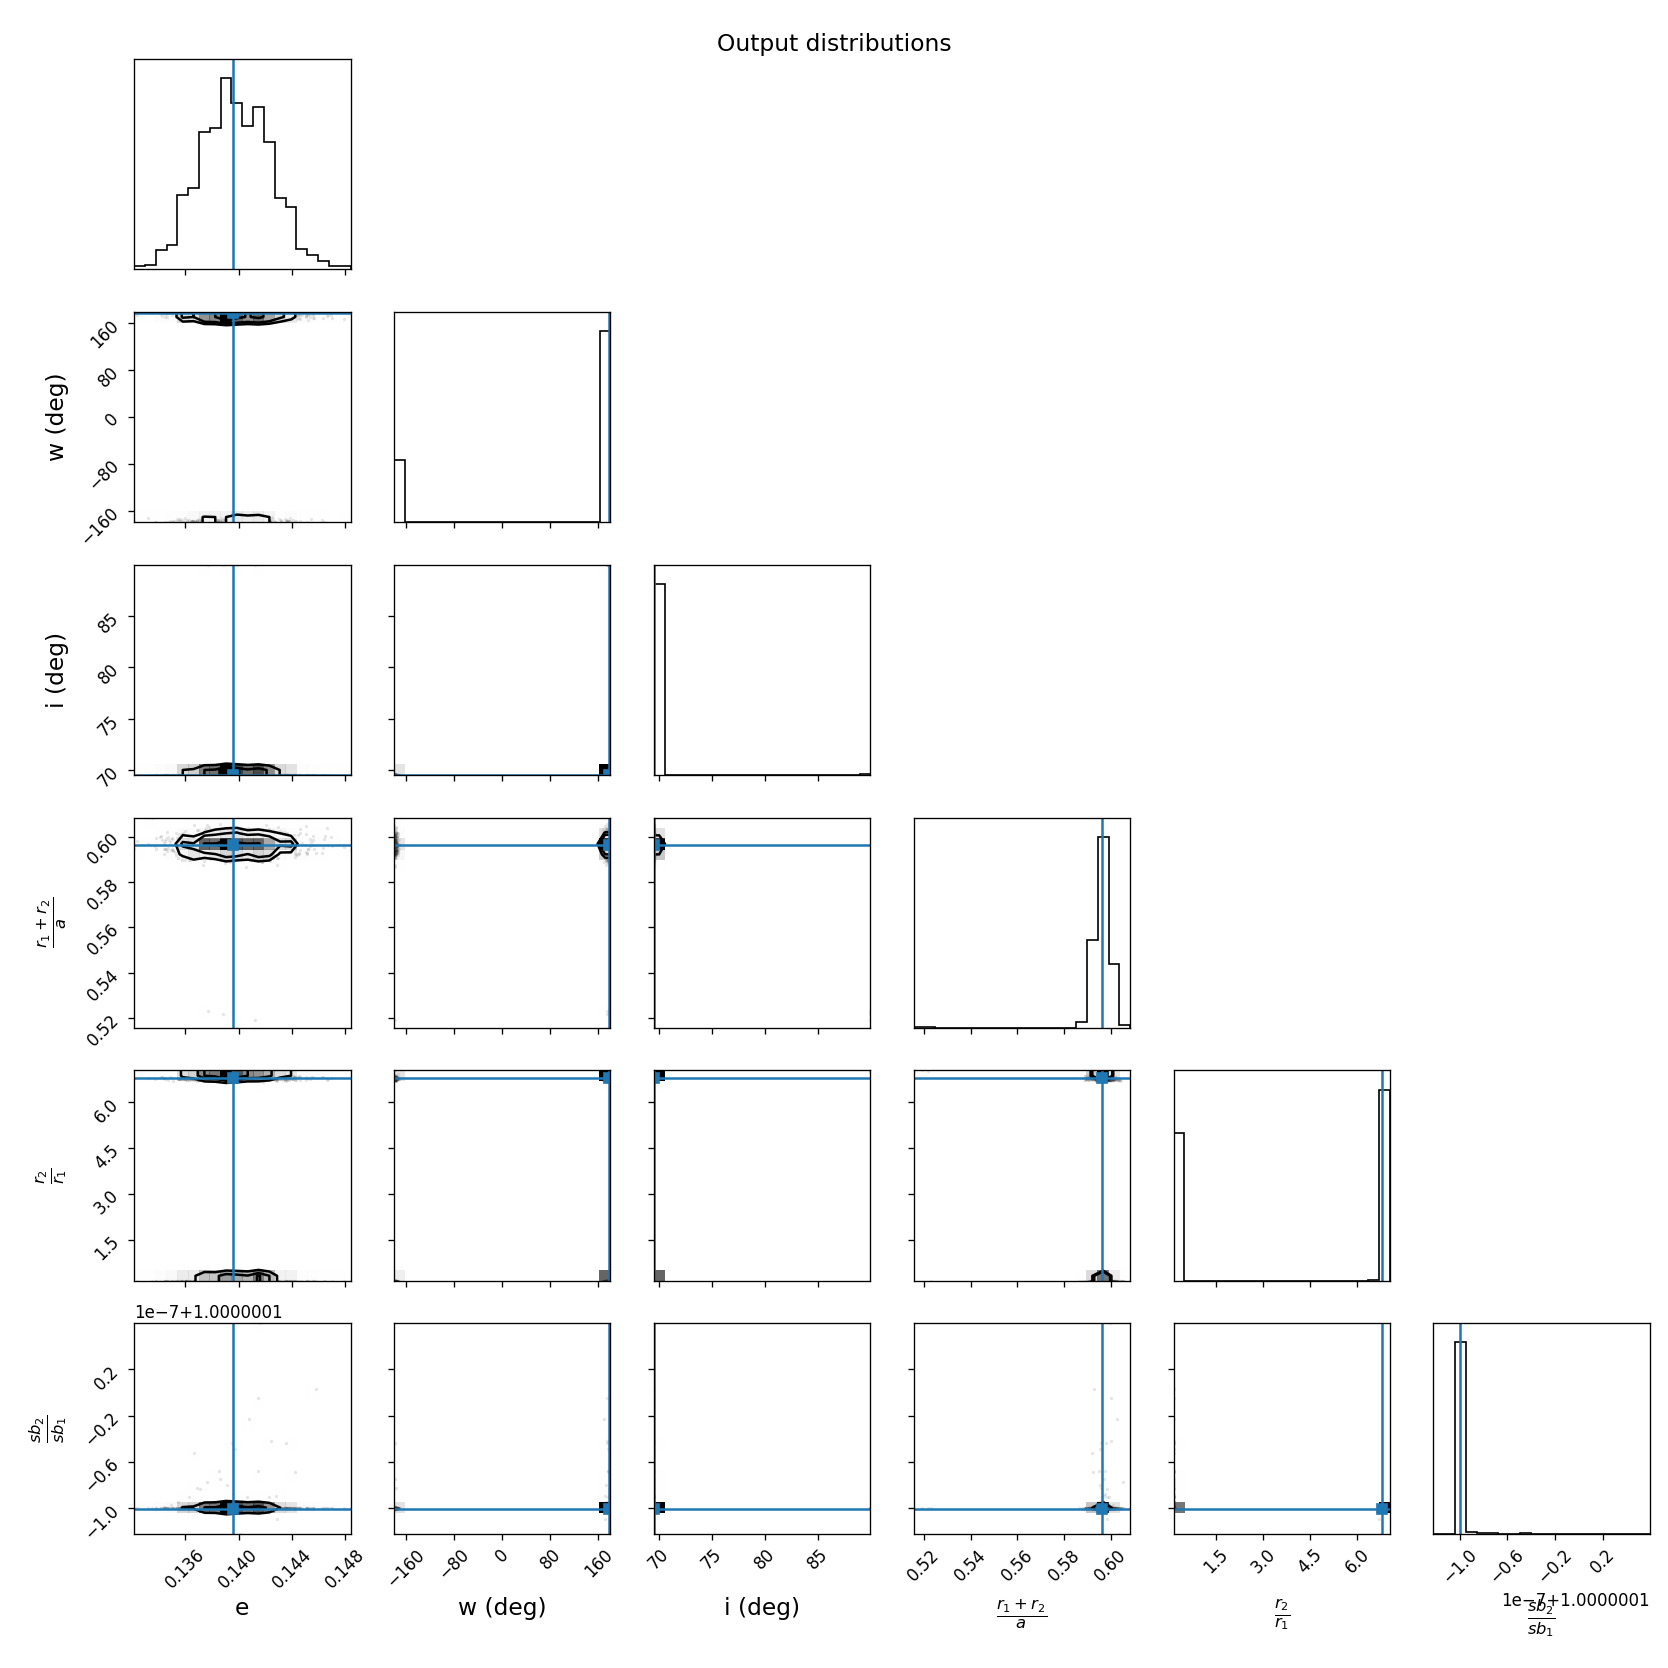 Output distributions
160
80
0
−80
−160
w (deg)
85
80
75
70
i (deg)
0.60
0.58
0.56
0.54
0.52
r₁ + r₂
a
6.0
4.5
3.0
1.5
r₂
r₁
1e−7+1.0000001
0.2
−0.2
−0.6
−1.0
sb₂
sb₁
0.136 0.140 0.144 0.148
e
−160 −80 0 80 160
w (deg)
70 75 80 85
i (deg)
0.52 0.54 0.56 0.58 0.60
r₁ + r₂
a
1.5 3.0 4.5 6.0
r₂
r₁
−1.0 −0.6 −0.2 0.2
1e−7+1.0000001
sb₂
sb₁